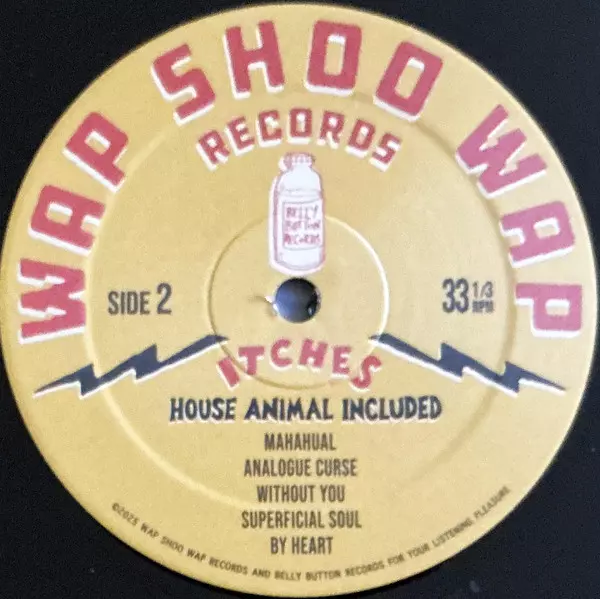 WAP SHOO WAP
RECORDS
BELLY
BUTTON
RECORDS
SIDE 2
33 1/3
RPM
ITCHES
HOUSE ANIMAL INCLUDED
MAHAHUAL
ANALOGUE CURSE
WITHOUT YOU
SUPERFICIAL SOUL
BY HEART
©2025 WAP SHOO WAP RECORDS AND BELLY BUTTON RECORDS FOR YOUR LISTENING PLEASURE